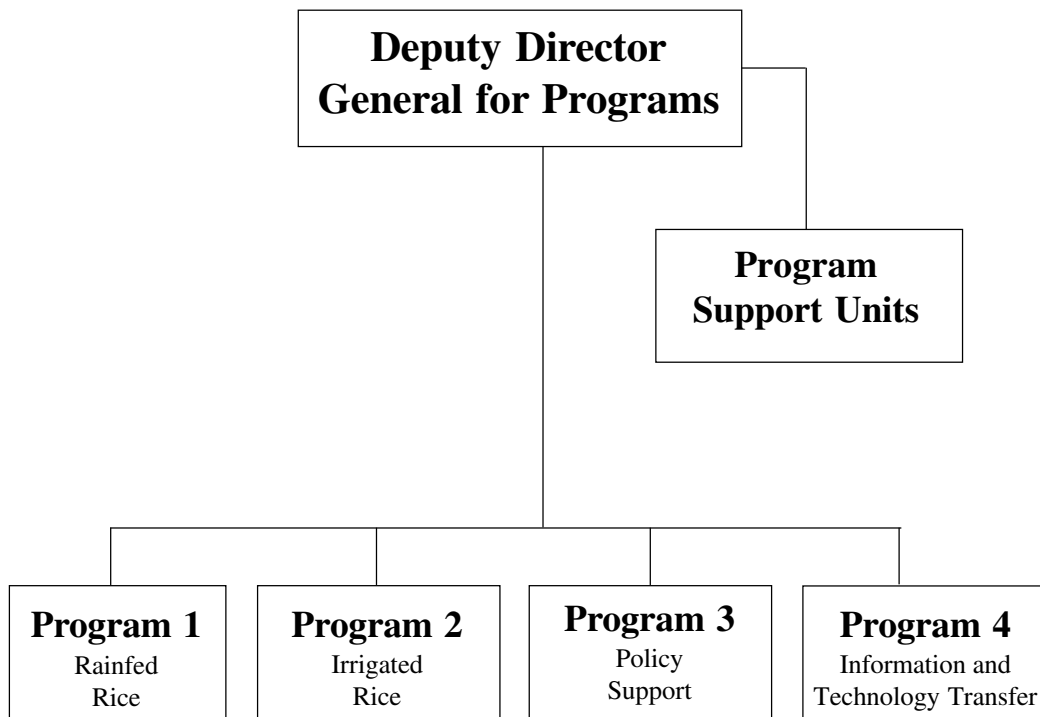 Deputy Director
General for Programs
Program
Support Units
Program 1
Rainfed
Rice
Program 2
Irrigated
Rice
Program 3
Policy
Support
Program 4
Information and
Technology Transfer